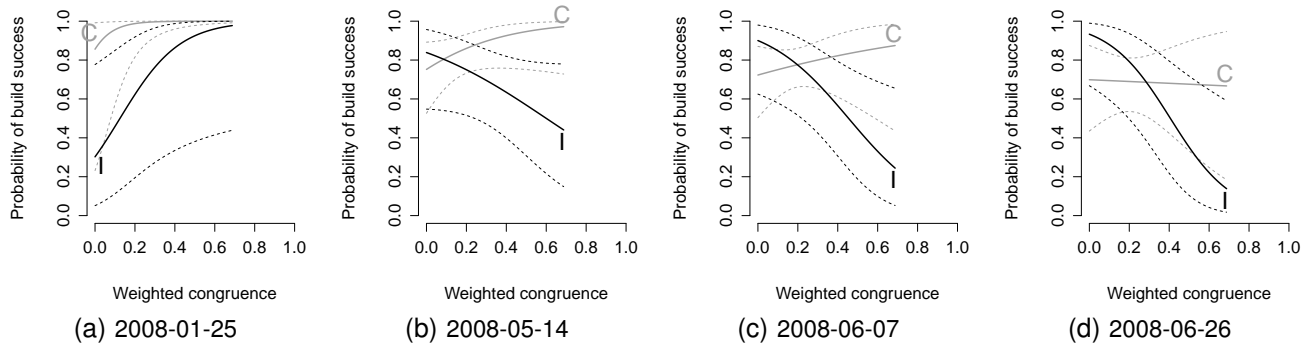 Probability of build success
0.0 0.2 0.4 0.6 0.8 1.0
C
I
0.0 0.2 0.4 0.6 0.8 1.0
Weighted congruence
(a) 2008-01-25
Probability of build success
0.0 0.2 0.4 0.6 0.8 1.0
C
I
0.0 0.2 0.4 0.6 0.8 1.0
Weighted congruence
(b) 2008-05-14
Probability of build success
0.0 0.2 0.4 0.6 0.8 1.0
C
I
0.0 0.2 0.4 0.6 0.8 1.0
Weighted congruence
(c) 2008-06-07
Probability of build success
0.0 0.2 0.4 0.6 0.8 1.0
C
I
0.0 0.2 0.4 0.6 0.8 1.0
Weighted congruence
(d) 2008-06-26